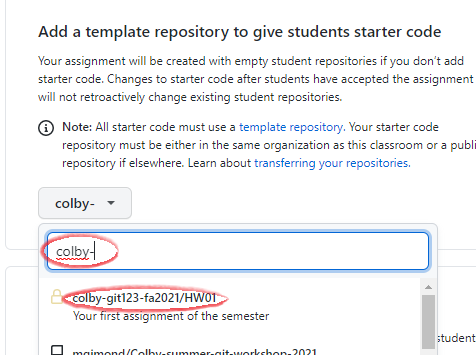 Add a template repository to give students starter code
Your assignment will be created with empty student repositories if you don't add
starter code. Changes to starter code after students have accepted the assignment
will not retroactively change existing student repositories.
Note: All starter code must use a template repository. Your starter code
repository must be either in the same organization as this classroom or a publi
repository if elsewhere. Learn about transferring your repositories.
colby-
colby-
colby-git123-fa2021/HW01
Your first assignment of the semester
mgimond/Colby-summer-git-workshop-2021
student